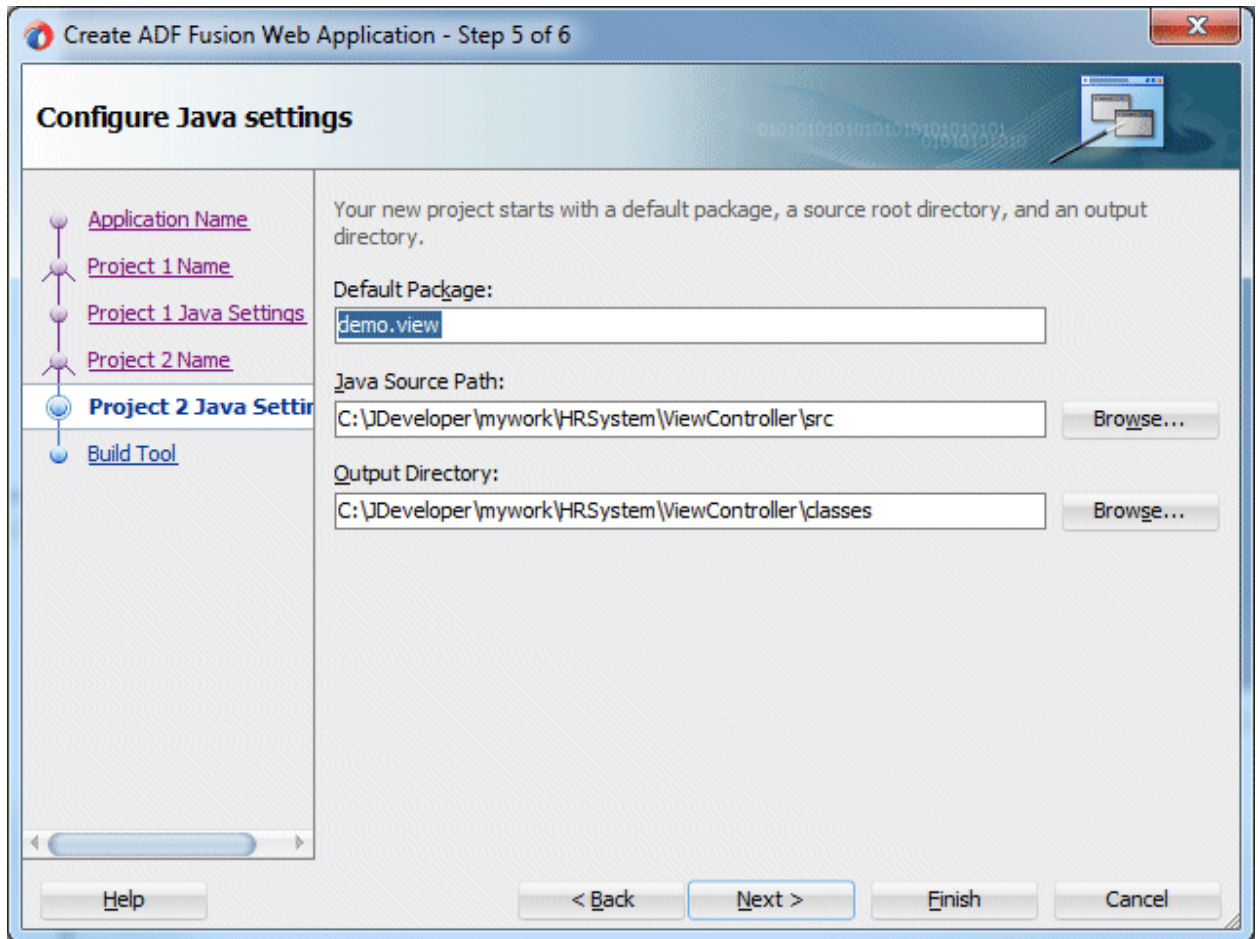 Create ADF Fusion Web Application - Step 5 of 6
Configure Java settings
0101010101010101010101010101
01010101010
Application Name
Project 1 Name
Project 1 Java Settings
Project 2 Name
Project 2 Java Settin
Build Tool
Your new project starts with a default package, a source root directory, and an output
directory.
Default Package:
demo.view
Java Source Path:
C:\JDeveloper\mywork\HRSystem\ViewController\src
Browse...
Output Directory:
C:\JDeveloper\mywork\HRSystem\ViewController\classes
Browse...
Help
< Back
Next >
Finish
Cancel